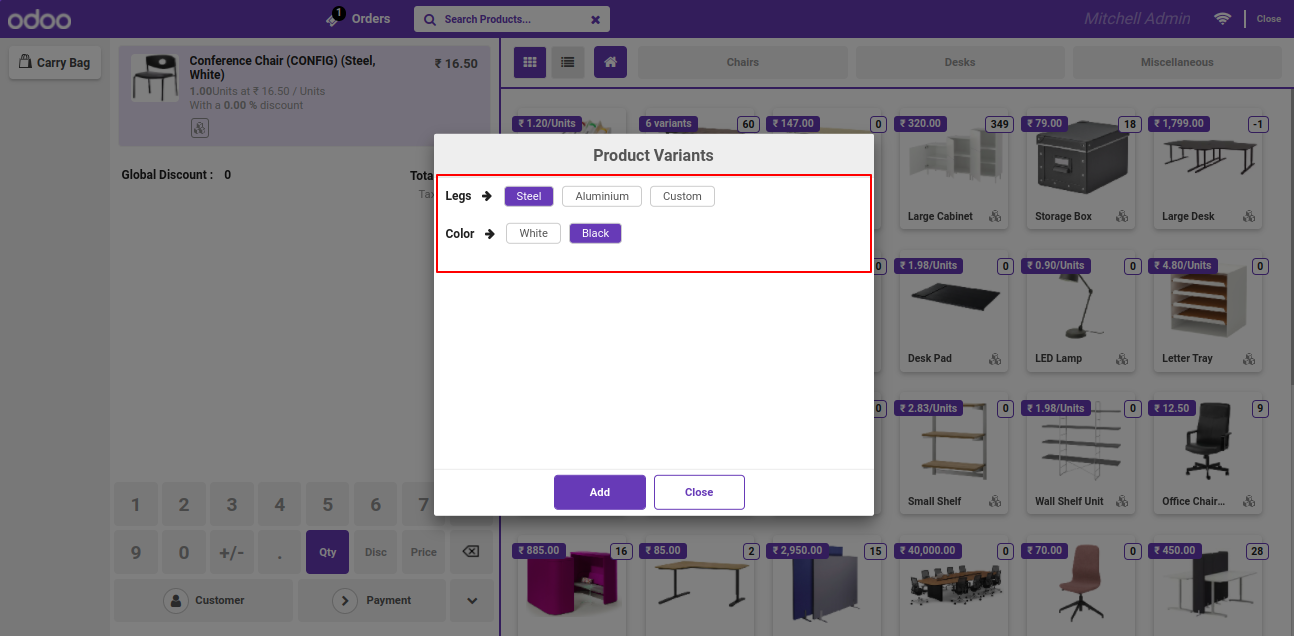 odoo
1
Orders
Search Products...
Mitchell Admin
Close
Carry Bag
Conference Chair (CONFIG) (Steel,
White)
₹ 16.50
1.00Units at ₹ 16.50 / Units
With a 0.00 % discount
Global Discount : 0
Tota
Tax
Chairs
Desks
Miscellaneous
₹ 1.20/Units
6 variants
60
₹ 147.00
0
₹ 320.00
349
Large Cabinet
₹ 79.00
18
Storage Box
₹ 1,799.00
-1
Large Desk
Product Variants
Legs
Steel
Aluminium
Custom
Color
White
Black
Add
Close
0
₹ 1.98/Units
0
Desk Pad
₹ 0.90/Units
0
LED Lamp
₹ 4.80/Units
0
Letter Tray
0
₹ 2.83/Units
0
Small Shelf
₹ 1.98/Units
0
Wall Shelf Unit
₹ 12.50
9
Office Chair...
₹ 885.00
16
₹ 85.00
2
₹ 2,950.00
15
₹ 40,000.00
0
₹ 70.00
0
₹ 450.00
28
1 2 3 4 5 6 7
9 0 +/- . Qty Disc Price
Customer
Payment